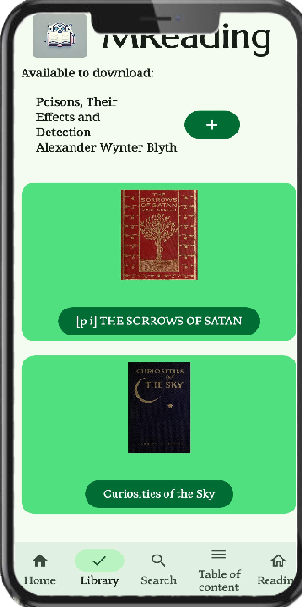 MReading
Available to download:
Poisons, Their
Effects and
Detection
Alexander Wynter Blyth
+
THE SORROWS
OF SATAN
[p i] THE SORROWS OF SATAN
CURIOSITIES
OF
THE SKY
Curiosities of the Sky
Home
Library
Search
Table of
content
Readin